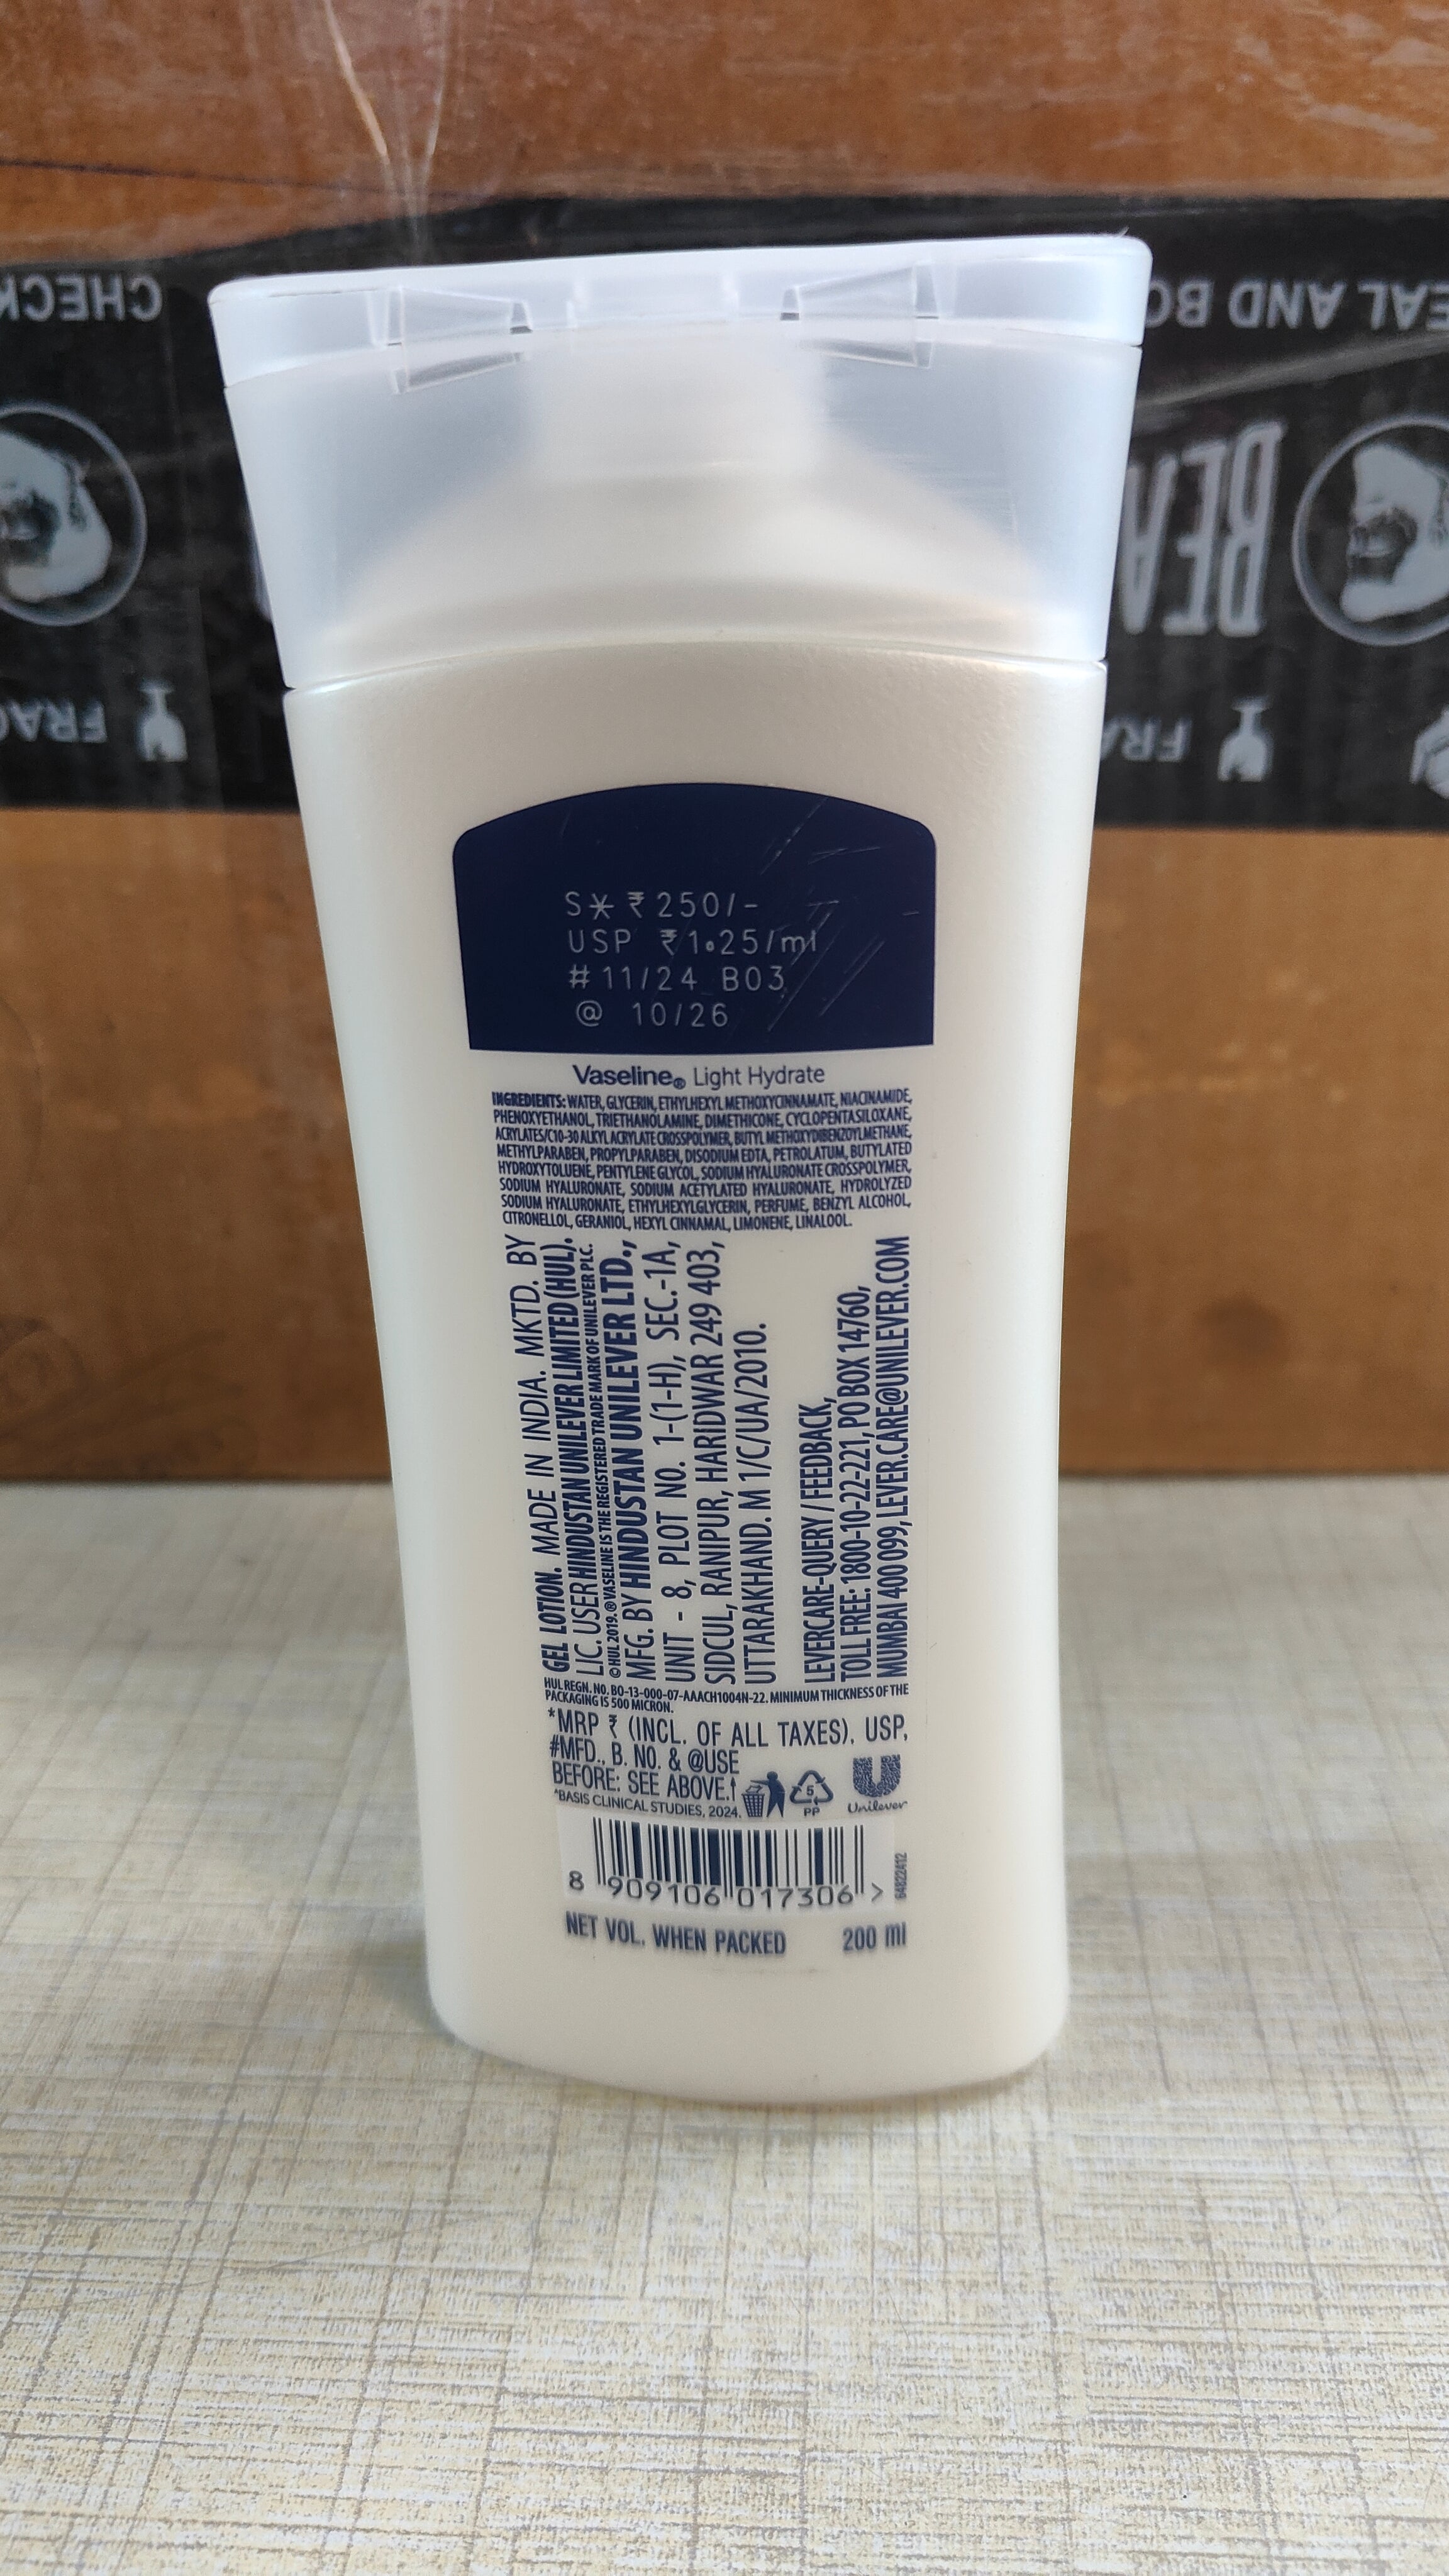 CHECK
EAL AND BO
BEA
FRAG
FRA
S* ₹250/-
USP ₹1.25/ml
#11/24 B03
@ 10/26
Vaseline® Light Hydrate
INGREDIENTS: WATER, GLYCERIN, ETHYLHEXYL METHOXYCINNAMATE, NIACINAMIDE,
PHENOXYETHANOL, TRIETHANOLAMINE, DIMETHICONE, CYCLOPENTASILOXANE,
ACRYLATES/C10-30 ALKYL ACRYLATE CROSSPOLYMER, BUTYL METHOXYDIBENZOYLMETHANE,
METHYLPARABEN, PROPYLPARABEN, DISODIUM EDTA, PETROLATUM, BUTYLATED
HYDROXYTOLUENE, PENTYLENE GLYCOL, SODIUM HYALURONATE CROSSPOLYMER,
SODIUM HYALURONATE, SODIUM ACETYLATED HYALURONATE, HYDROLYZED
SODIUM HYALURONATE, ETHYLHEXYLGLYCERIN, PERFUME, BENZYL ALCOHOL,
CITRONELLOL, GERANIOL, HEXYL CINNAMAL, LIMONENE, LINALOOL.
GEL LOTION. MADE IN INDIA. MKTD. BY
LIC. USER HINDUSTAN UNILEVER LIMITED (HUL).
©HUL 2019. ®VASELINE IS THE REGISTERED TRADE MARK OF UNILEVER PLC.
MFG. BY HINDUSTAN UNILEVER LTD.,
UNIT - 8, PLOT NO. 1-(1-H), SEC.-1A,
SIDCUL, RANIPUR, HARIDWAR 249 403,
UTTARAKHAND. M 1/C/UA/2010.
LEVERCARE-QUERY / FEEDBACK,
TOLL FREE: 1800-10-22-221, PO BOX 14760,
MUMBAI 400 099, LEVER.CARE@UNILEVER.COM
HUL REGN. NO. BO-13-000-07-AAACH1004N-22. MINIMUM THICKNESS OF THE
PACKAGING IS 500 MICRON.
*MRP ₹ (INCL. OF ALL TAXES), USP,
#MFD., B. NO. & @USE
BEFORE: SEE ABOVE.↑
^BASIS CLINICAL STUDIES, 2024.
5
PP
Unilever
8 909106 017306 >
64822412
NET VOL. WHEN PACKED 200 ml